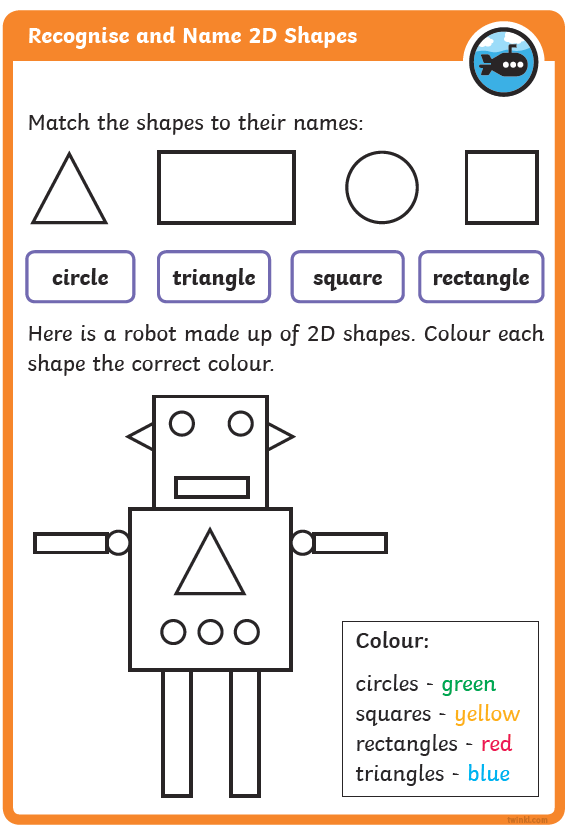 Recognise and Name 2D Shapes
Match the shapes to their names:
circle
triangle
square
rectangle
Here is a robot made up of 2D shapes. Colour each
shape the correct colour.
Colour:
circles - green
squares - yellow
rectangles - red
triangles - blue
twinkl.com